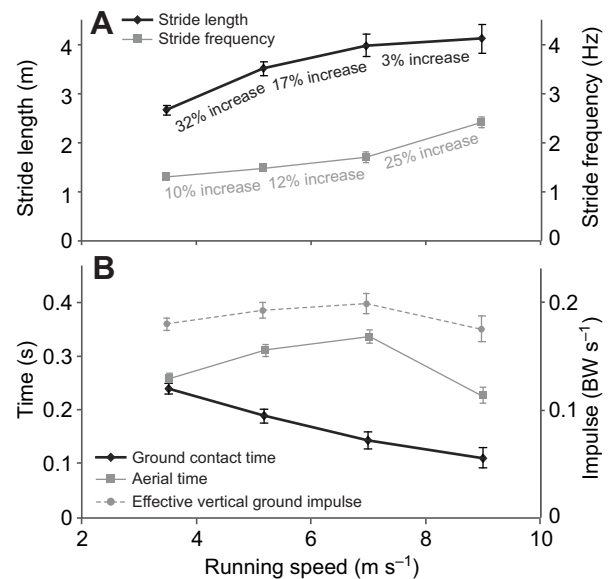 A
Stride length
Stride frequency
Stride length (m)
4
3
2
1
0
32% increase
17% increase
3% increase
10% increase
12% increase
25% increase
4
3
2
1
0
Stride frequency (Hz)
B
Time (s)
0.4
0.3
0.2
0.1
0
Ground contact time
Aerial time
Effective vertical ground impulse
0.2
0.1
0
Impulse (BW s⁻¹)
2
4
6
8
10
Running speed (m s⁻¹)